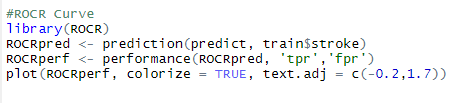 #ROCR Curve
library(ROCR)
ROCRpred <- prediction(predict, train$stroke)
ROCRperf <- performance(ROCRpred, 'tpr','fpr')
plot(ROCRperf, colorize = TRUE, text.adj = c(-0.2,1.7))